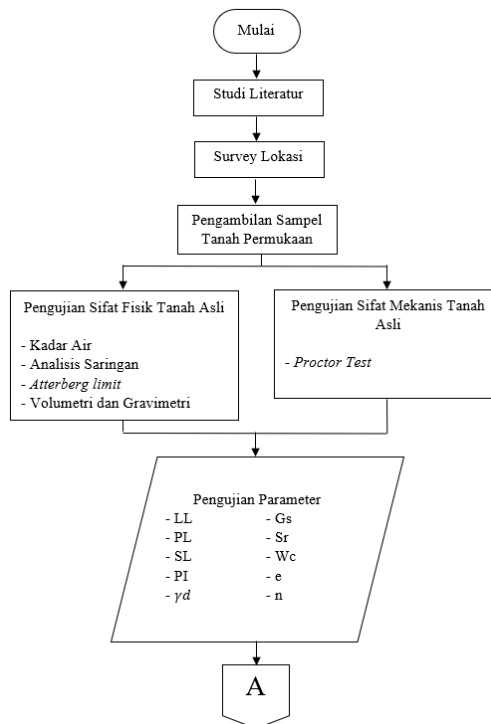 Mulai
Studi Literatur
Survey Lokasi
Pengambilan Sampel
Tanah Permukaan
Pengujian Sifat Fisik Tanah Asli
- Kadar Air
- Analisis Saringan
- Atterberg limit
- Volumetri dan Gravimetri
Pengujian Sifat Mekanis Tanah
Asli
- Proctor Test
Pengujian Parameter
- LL
- PL
- SL
- PI
- γd
- Gs
- Sr
- Wc
- e
- n
A